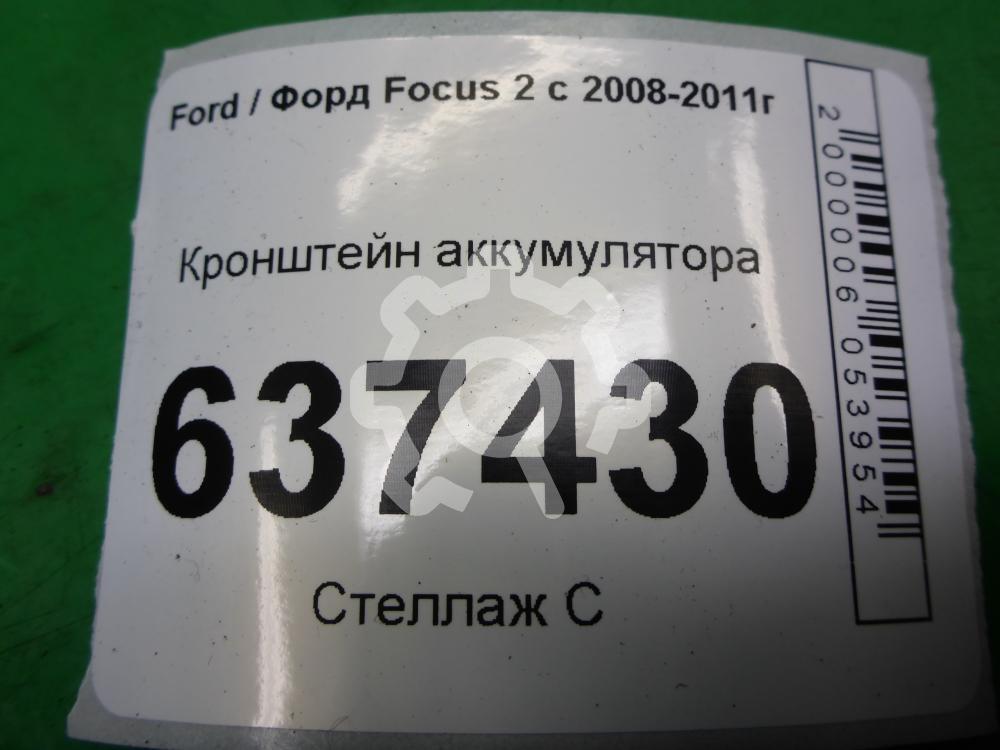 Ford / Форд Focus 2 с 2008-2011г
Кронштейн аккумулятора
637430
Стеллаж С
2000006053954